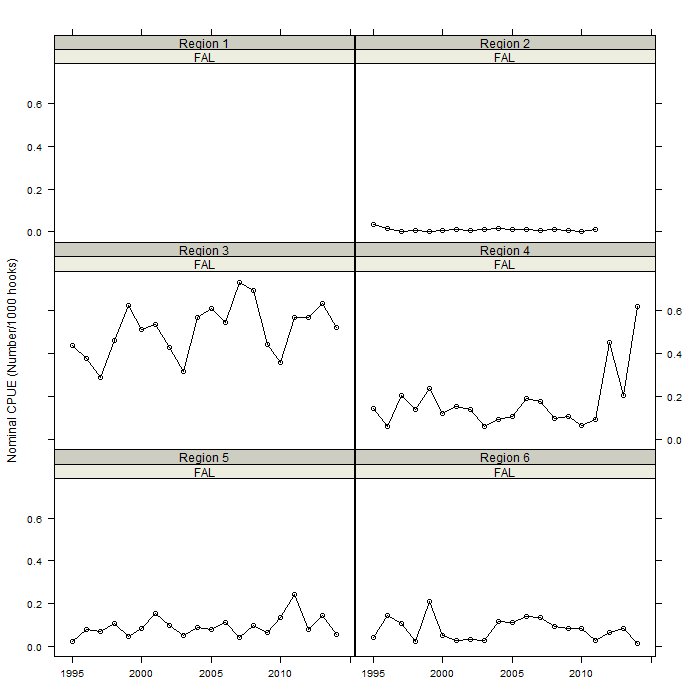 Region 1
Region 2
FAL
FAL
0.6
0.4
0.2
0.0
Region 3
Region 4
FAL
FAL
0.6
0.4
0.2
0.0
Nominal CPUE (Number/1000 hooks)
Region 5
Region 6
FAL
FAL
0.6
0.4
0.2
0.0
1995
2000
2005
2010
1995
2000
2005
2010